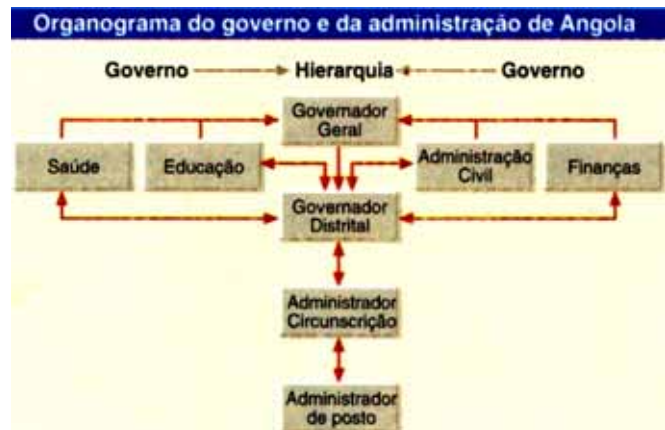 Organograma do governo e da administração de Angola
Governo Hierarquia Governo
Governador
Geral
Saúde
Educação
Administração
Civil
Finanças
Governador
Distrital
Administrador
Circunscrição
Administrador
de posto